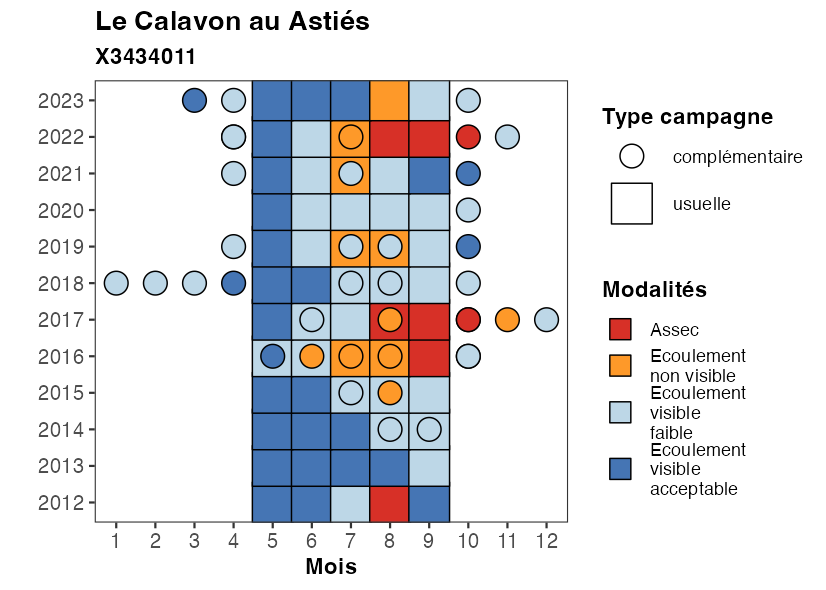 Le Calavon au Astiés
X3434011
2023
2022
2021
2020
2019
2018
2017
2016
2015
2014
2013
2012
1 2 3 4 5 6 7 8 9 10 11 12
Mois
Type campagne
complémentaire
usuelle
Modalités
Assec
Ecoulement
non visible
Ecoulement
visible
faible
Ecoulement
visible
acceptable